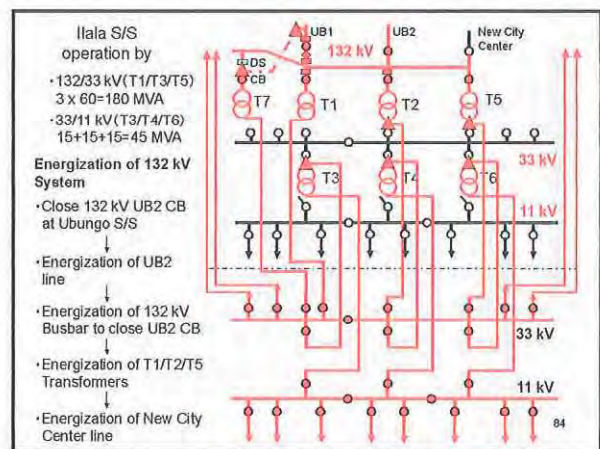 Ilala S/S
operation by
・132/33 kV(T1/T3/T5)
3 x 60=180 MVA
・33/11 kV(T3/T4/T6)
15+15+15=45 MVA
Energization of 132 kV
System
・Close 132 kV UB2 CB
at Ubungo S/S
・Energization of UB2
line
・Energization of 132 kV
Busbar to close UB2 CB
・Energization of T1/T2/T5
Transformers
・Energization of New City
Center line
UB1
UB2
New City
Center
132 kV
DS
CB
T7
T1
T2
T5
33 kV
T3
T4
T6
11 kV
33 kV
11 kV
84